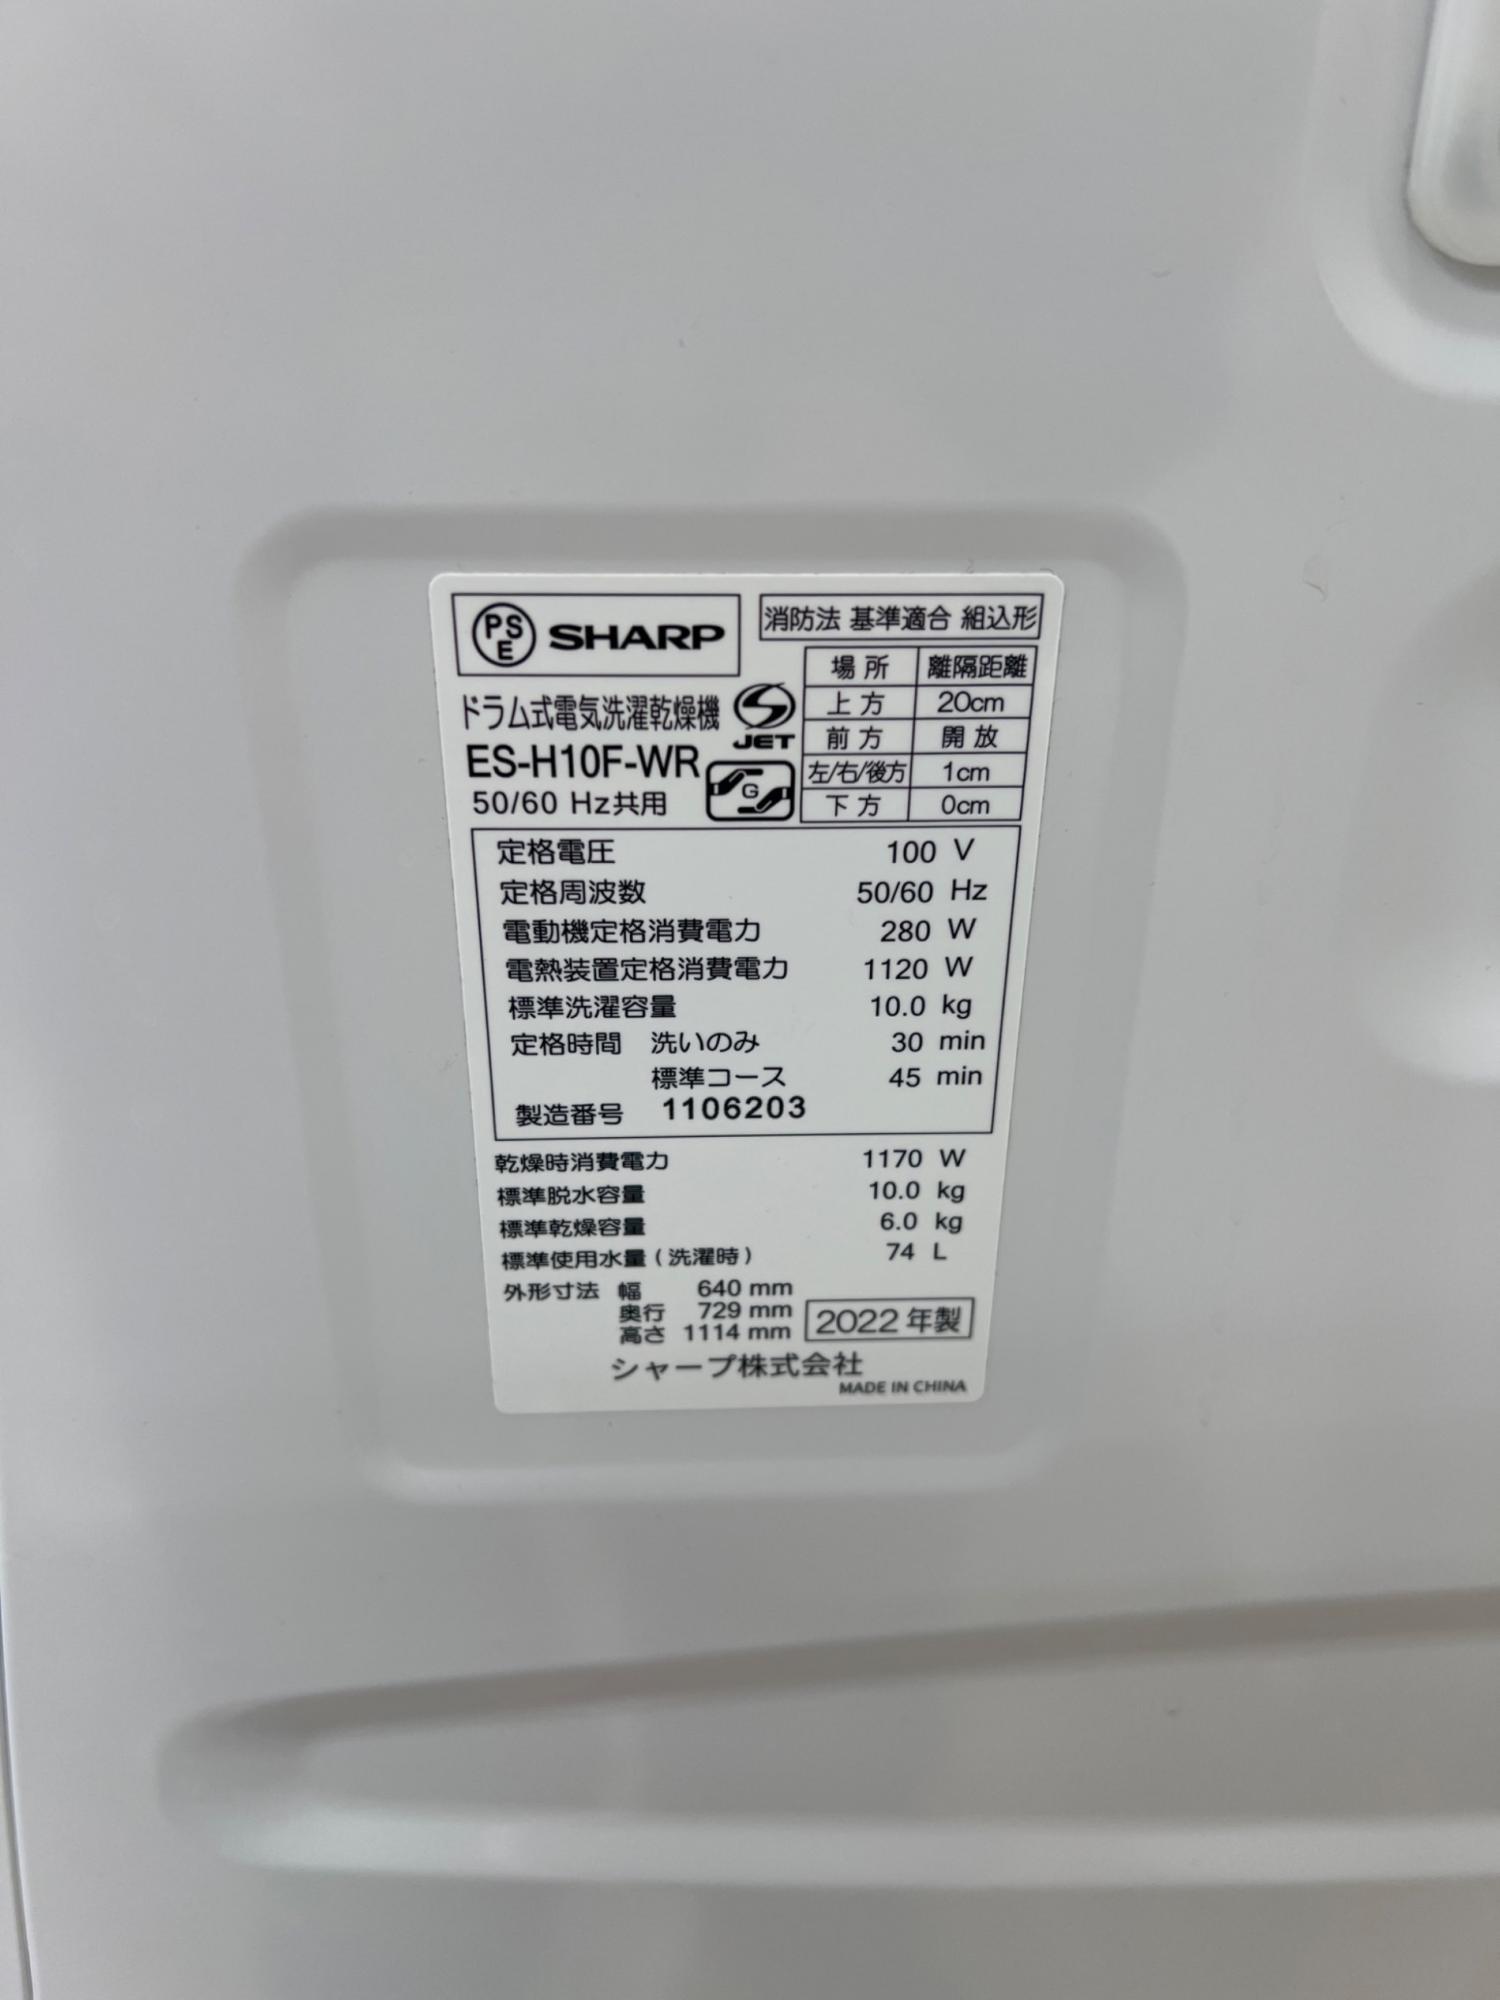 PSE SHARP
消防法 基準適合 組込形
場所 離隔距離
上方 20cm
前方 開放
左/右/後方 1cm
下方 0cm
ドラム式電気洗濯乾燥機
S JET
ES-H10F-WR
G
50/60 Hz共用
定格電圧 100 V
定格周波数 50/60 Hz
電動機定格消費電力 280 W
電熱装置定格消費電力 1120 W
標準洗濯容量 10.0 kg
定格時間 洗いのみ 30 min
標準コース 45 min
製造番号 1106203
乾燥時消費電力 1170 W
標準脱水容量 10.0 kg
標準乾燥容量 6.0 kg
標準使用水量(洗濯時) 74 L
外形寸法 幅 640 mm
奥行 729 mm
高さ 1114 mm
2022年製
シャープ株式会社
MADE IN CHINA